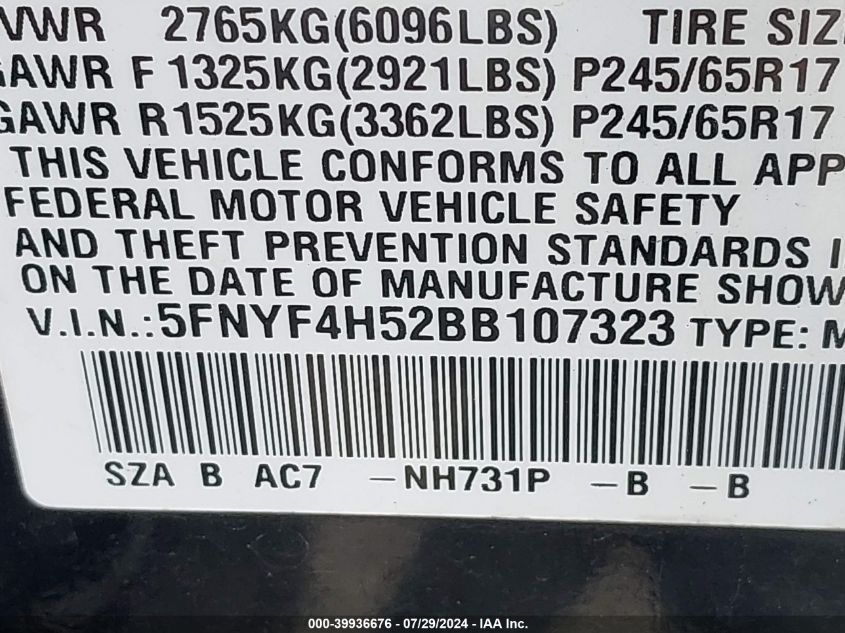 VWR 2765KG(6096LBS) TIRE SIZ
GAWR F 1325KG(2921LBS) P245/65R17
GAWR R1525KG(3362LBS) P245/65R17
THIS VEHICLE CONFORMS TO ALL APP
FEDERAL MOTOR VEHICLE SAFETY
AND THEFT PREVENTION STANDARDS I
ON THE DATE OF MANUFACTURE SHOW
V.I.N.:5FNYF4H52BB107323 TYPE: M
SZA B AC7 -NH731P -B -B
000-39936676 - 07/29/2024 - IAA Inc.